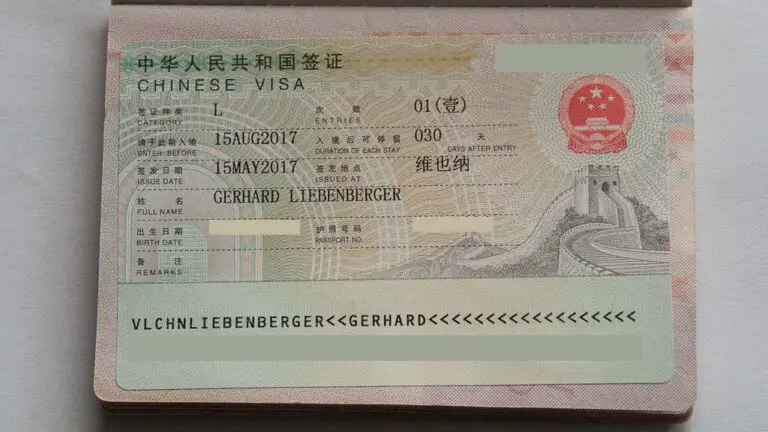 中华人民共和国签证
CHINESE VISA
签证种类 L 次数 01(壹)
CATEGORY ENTRIES
请于此前入境 15AUG2017 入境后可停留 030 天
ENTER BEFORE DURATION OF EACH STAY DAYS AFTER ENTRY
签发日期 15MAY2017 签发地点 维也纳
ISSUE DATE ISSUED AT
姓名 GERHARD LIEBENBERGER
FULL NAME
出生日期 护照号码
BIRTH DATE PASSPORT NO.
备注
REMARKS
VLCHNLIEBENBERGER<<GERHARD<<<<<<<<<<<<<<<<<<